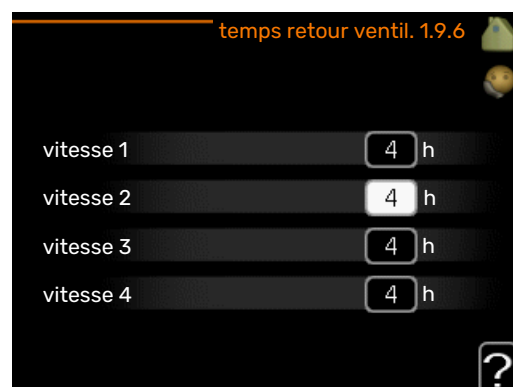 temps retour ventil. 1.9.6
vitesse 1 4 h
vitesse 2 4 h
vitesse 3 4 h
vitesse 4 4 h
?